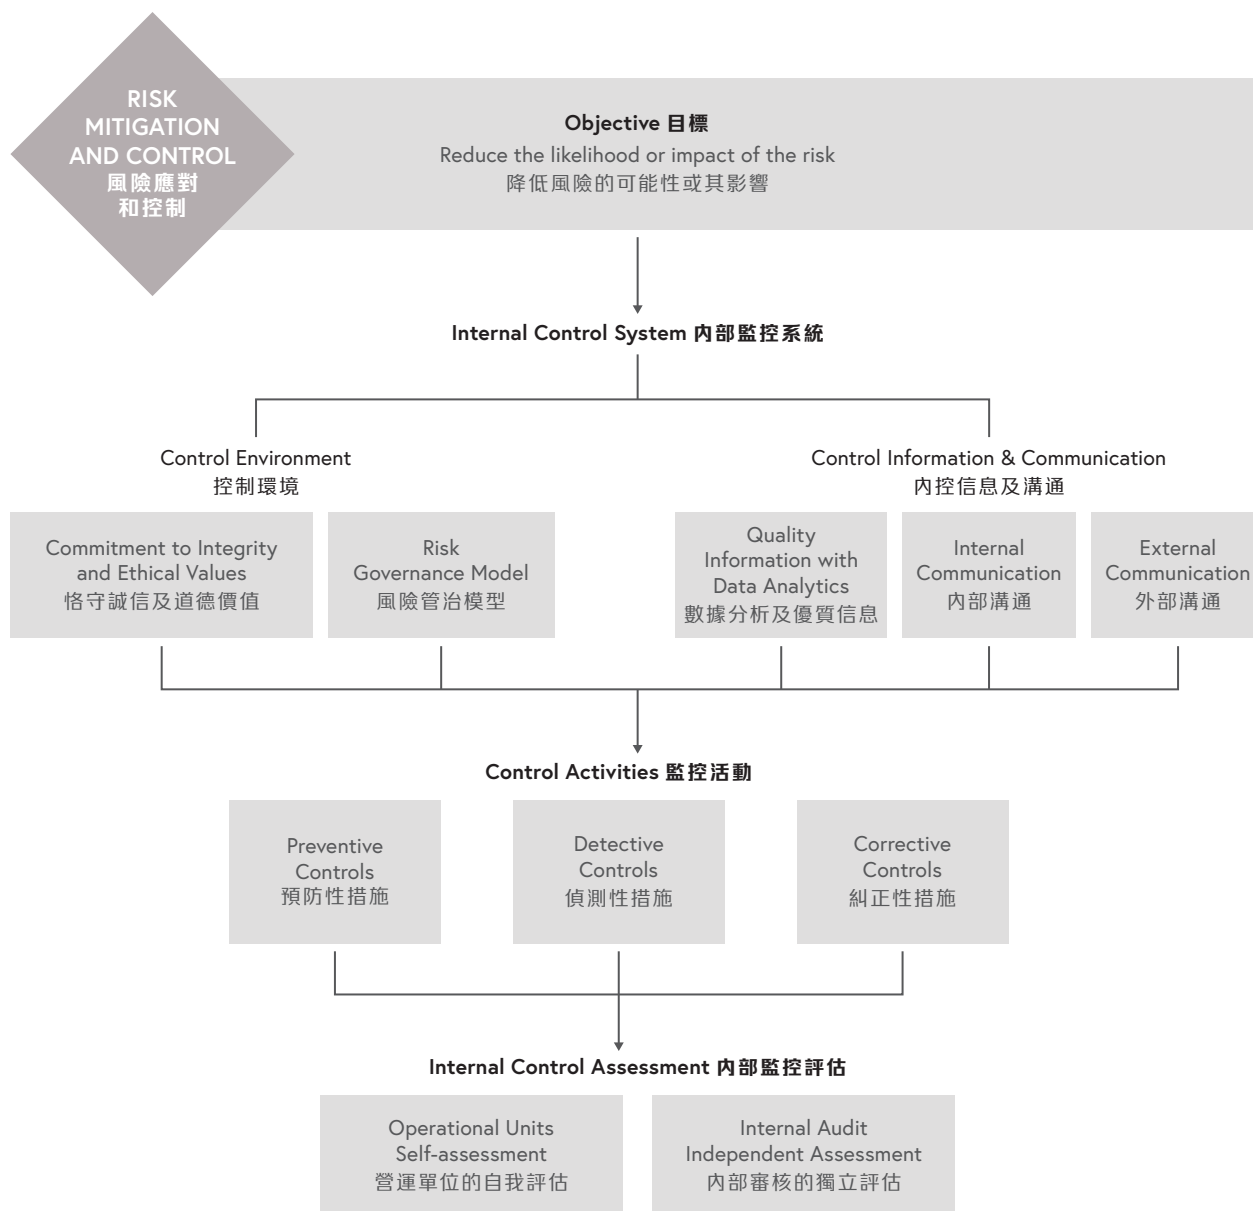 RISK
MITIGATION
AND CONTROL
風險應對
和控制
Objective 目標
Reduce the likelihood or impact of the risk
降低風險的可能性或其影響
Internal Control System 內部監控系統
Control Environment
控制環境
Control Information & Communication
內控信息及溝通
Commitment to Integrity
and Ethical Values
恪守誠信及道德價值
Risk
Governance Model
風險管治模型
Quality
Information with
Data Analytics
數據分析及優質信息
Internal
Communication
內部溝通
External
Communication
外部溝通
Control Activities 監控活動
Preventive
Controls
預防性措施
Detective
Controls
偵測性措施
Corrective
Controls
糾正性措施
Internal Control Assessment 內部監控評估
Operational Units
Self-assessment
營運單位的自我評估
Internal Audit
Independent Assessment
內部審核的獨立評估